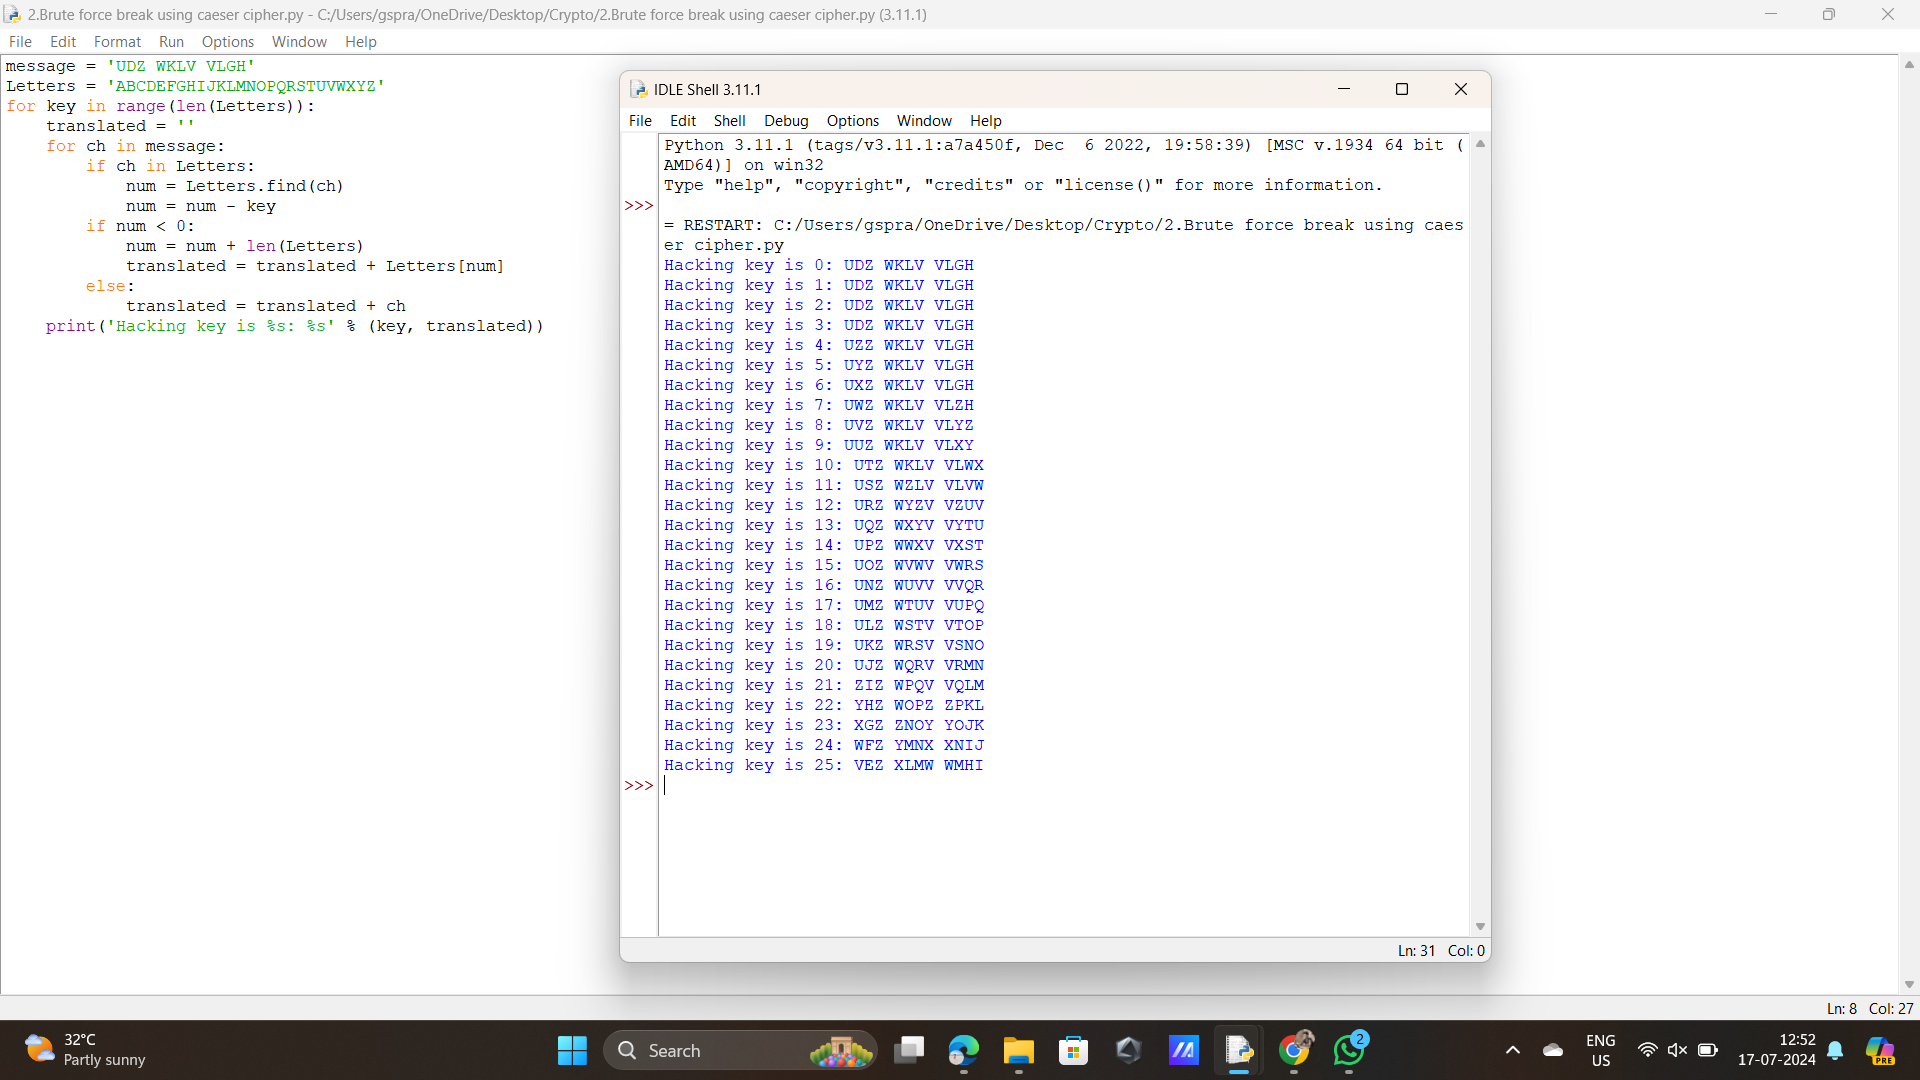 2.Brute force break using caeser cipher.py - C:/Users/gspra/OneDrive/Desktop/Crypto/2.Brute force break using caeser cipher.py (3.11.1)
File Edit Format Run Options Window Help
message = 'UDZ WKLV VLGH'
Letters = 'ABCDEFGHIJKLMNOPQRSTUVWXYZ'
for key in range(len(Letters)):
    translated = ''
    for ch in message:
        if ch in Letters:
            num = Letters.find(ch)
            num = num - key
        if num < 0:
            num = num + len(Letters)
            translated = translated + Letters[num]
        else:
            translated = translated + ch
    print('Hacking key is %s: %s' % (key, translated))
IDLE Shell 3.11.1
File Edit Shell Debug Options Window Help
Python 3.11.1 (tags/v3.11.1:a7a450f, Dec  6 2022, 19:58:39) [MSC v.1934 64 bit (
AMD64)] on win32
Type "help", "copyright", "credits" or "license()" for more information.
>>>
= RESTART: C:/Users/gspra/OneDrive/Desktop/Crypto/2.Brute force break using caes
er cipher.py
Hacking key is 0: UDZ WKLV VLGH
Hacking key is 1: UDZ WKLV VLGH
Hacking key is 2: UDZ WKLV VLGH
Hacking key is 3: UDZ WKLV VLGH
Hacking key is 4: UZZ WKLV VLGH
Hacking key is 5: UYZ WKLV VLGH
Hacking key is 6: UXZ WKLV VLGH
Hacking key is 7: UWZ WKLV VLZH
Hacking key is 8: UVZ WKLV VLYZ
Hacking key is 9: UUZ WKLV VLXY
Hacking key is 10: UTZ WKLV VLWX
Hacking key is 11: USZ WZLV VLVW
Hacking key is 12: URZ WYZV VZUV
Hacking key is 13: UQZ WXYV VYTU
Hacking key is 14: UPZ WWXV VXST
Hacking key is 15: UOZ WVWV VWRS
Hacking key is 16: UNZ WUVV VVQR
Hacking key is 17: UMZ WTUV VUPQ
Hacking key is 18: ULZ WSTV VTOP
Hacking key is 19: UKZ WRSV VSNO
Hacking key is 20: UJZ WQRV VRMN
Hacking key is 21: ZIZ WPQV VQLM
Hacking key is 22: YHZ WOPZ ZPKL
Hacking key is 23: XGZ ZNOY YOJK
Hacking key is 24: WFZ YMNX XNIJ
Hacking key is 25: VEZ XLMW WMHI
>>>
Ln: 31 Col: 0
Ln: 8 Col: 27
32°C
Partly sunny
Search
2
ENG
US
12:52
17-07-2024
PRE